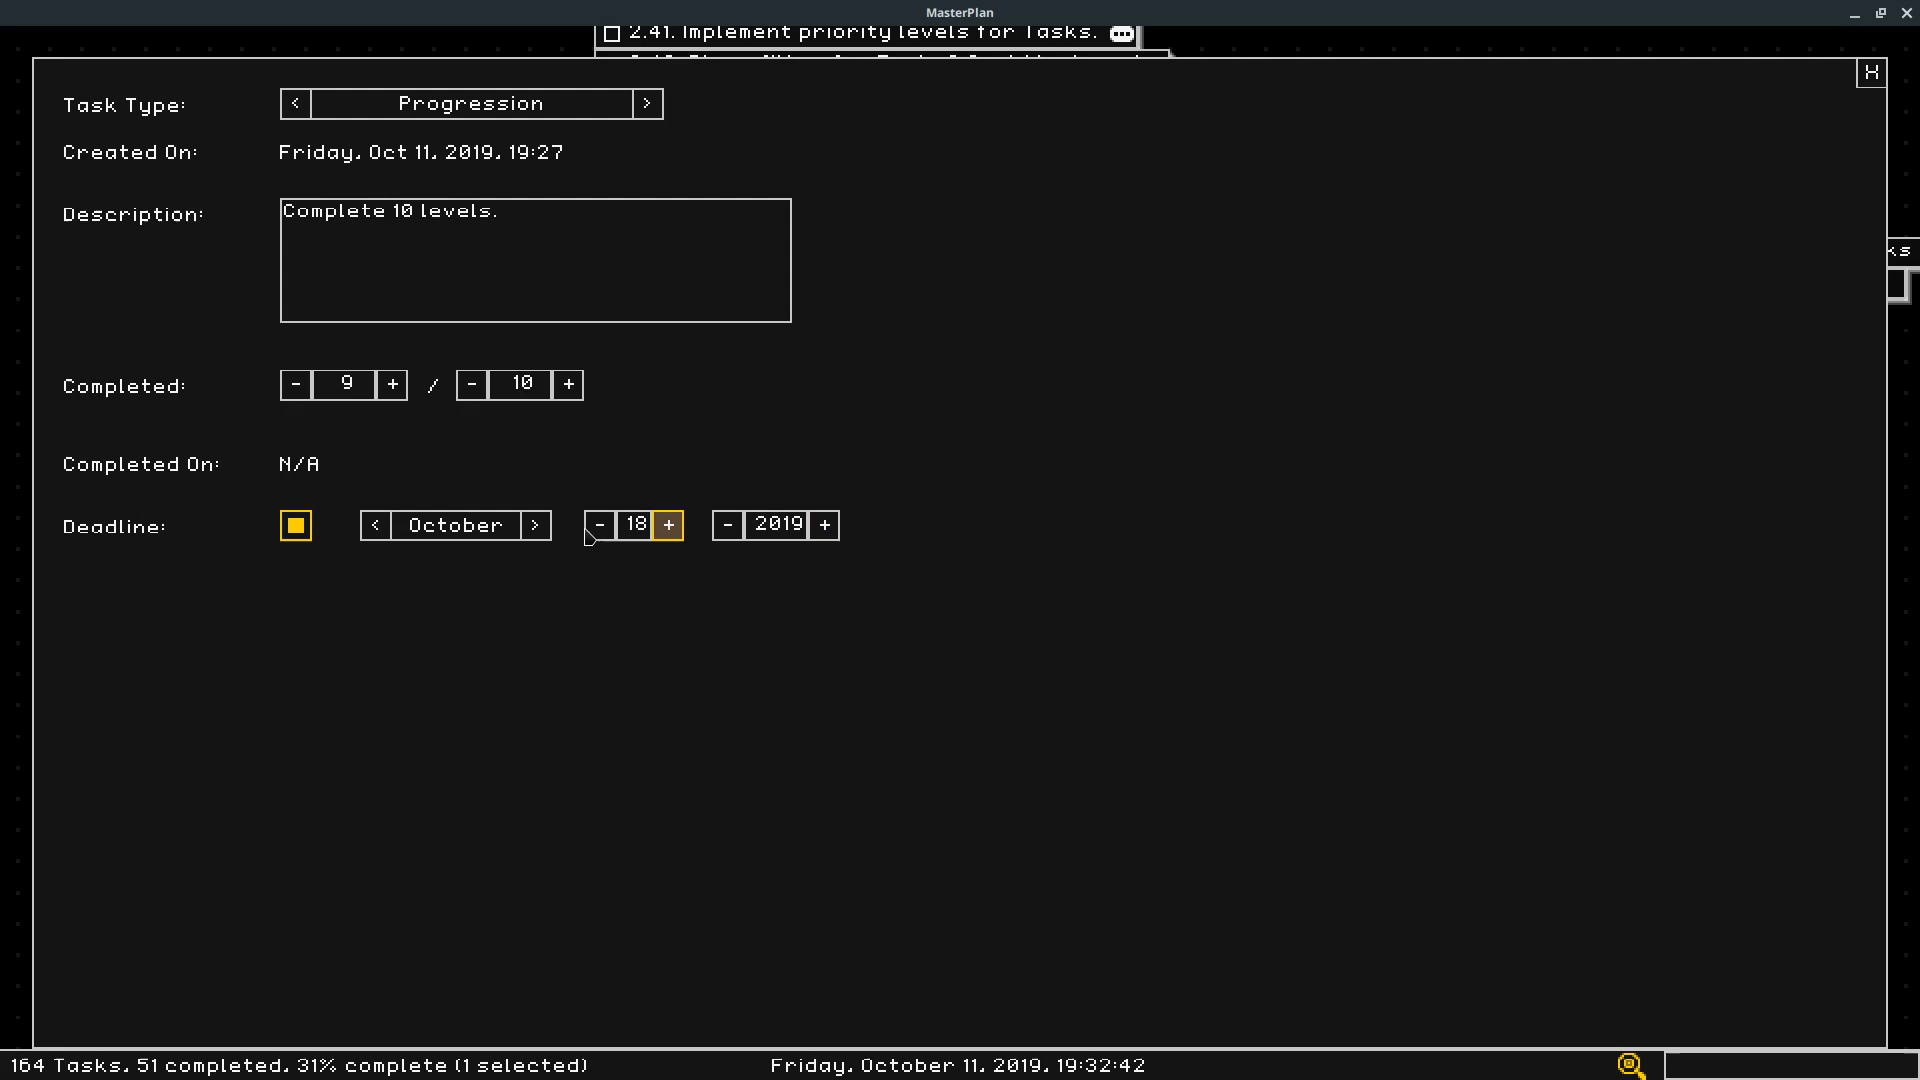 MasterPlan
2.41. Implement priority levels for Tasks.
Task Type: < Progression >
Created On: Friday, Oct 11, 2019, 19:27
ks
Description: Complete 10 levels.
Completed: - 9 + / - 10 +
Completed On: N/A
Deadline: < October > - 18 + - 2019 +
164 Tasks, 51 completed, 31% complete (1 selected) Friday, October 11, 2019, 19:32:42